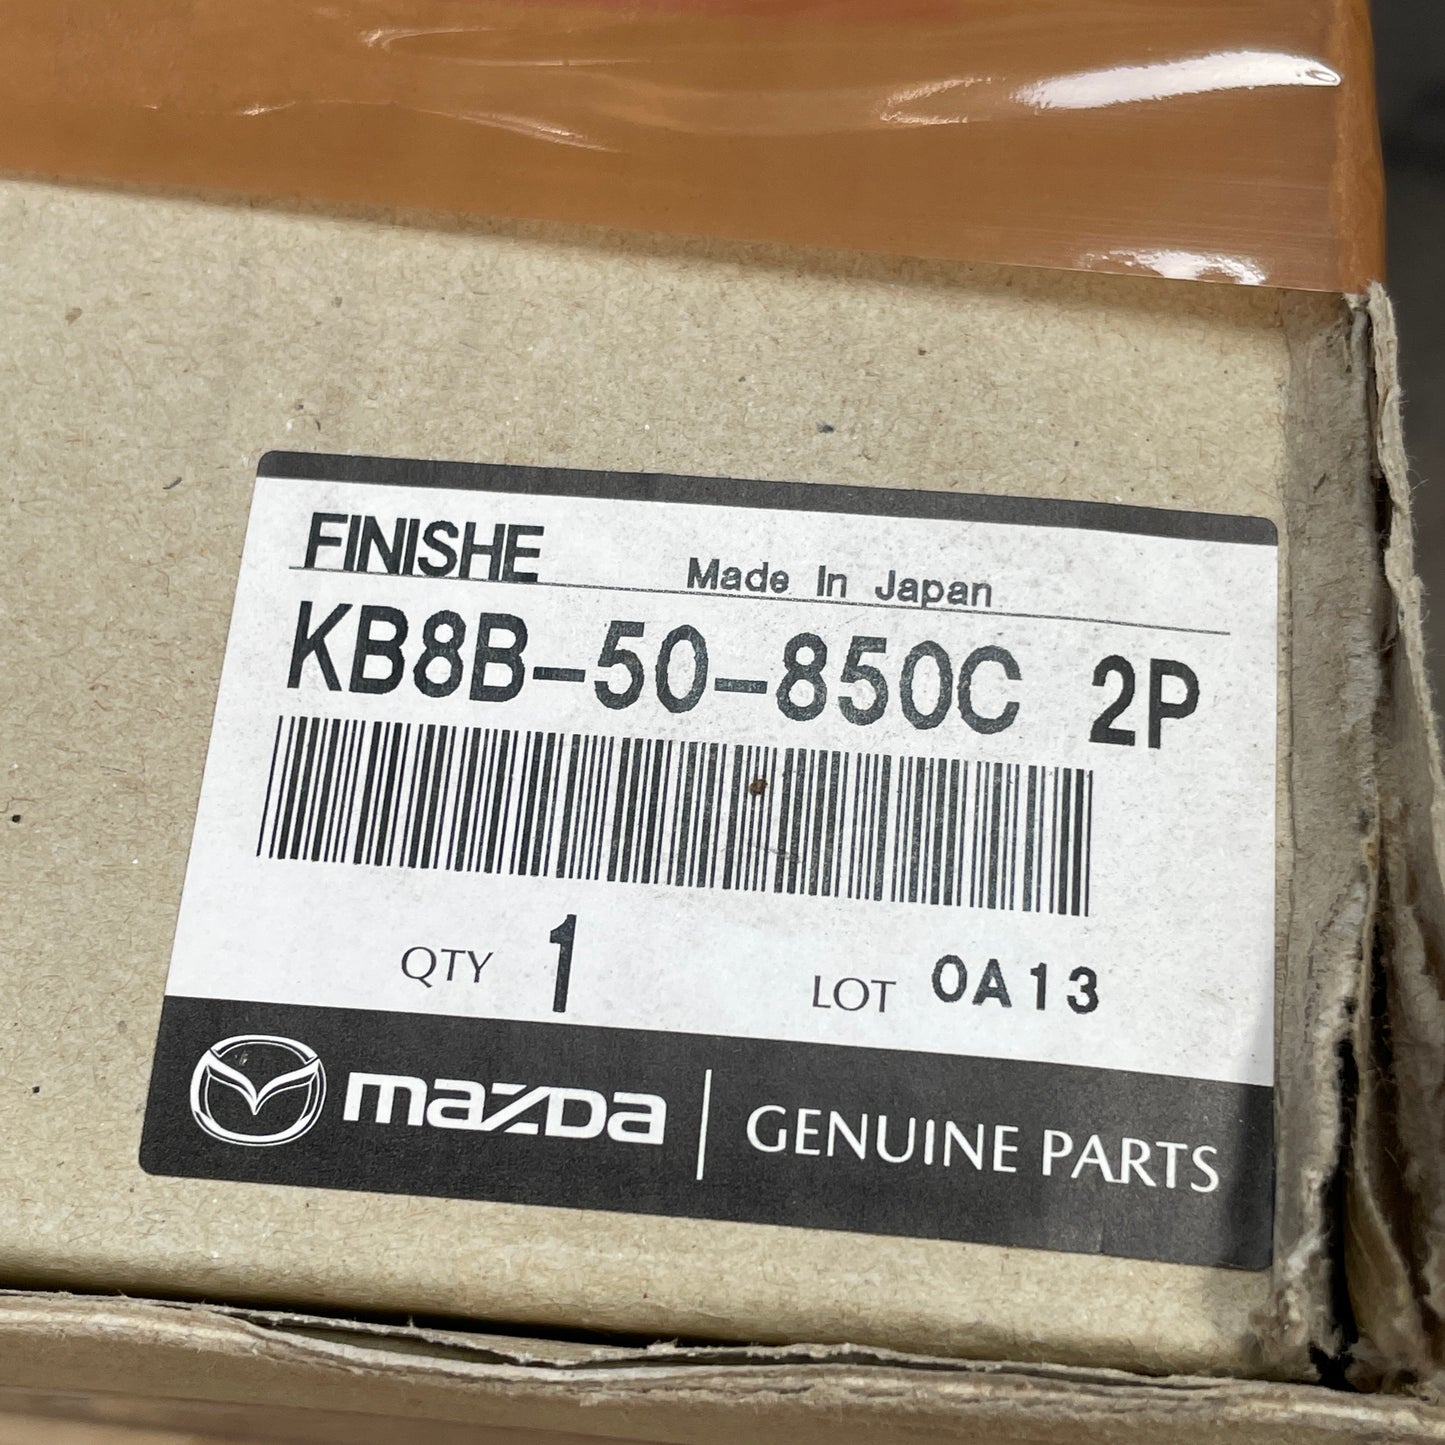 FINISHE Made In Japan
KB8B-50-850C 2P
QTY 1 LOT 0A13
mazda GENUINE PARTS